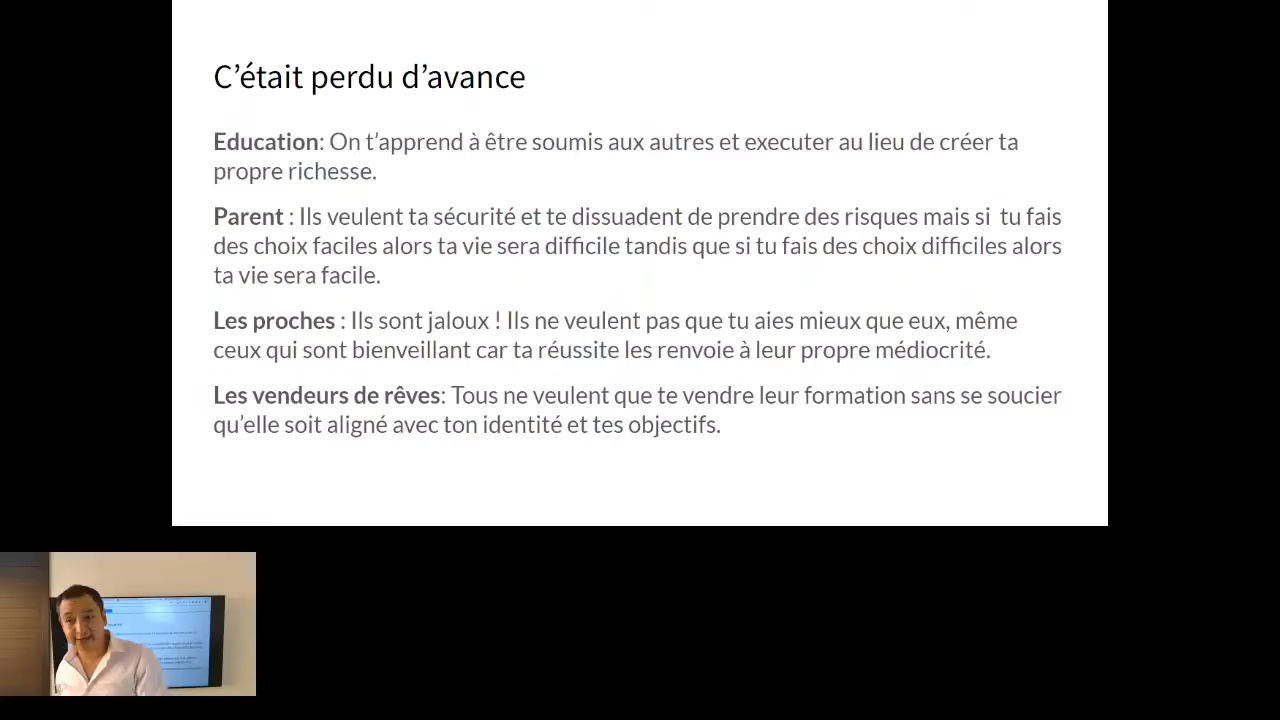 C’était perdu d’avance
Education: On t’apprend à être soumis aux autres et executer au lieu de créer ta
propre richesse.
Parent : Ils veulent ta sécurité et te dissuadent de prendre des risques mais si  tu fais
des choix faciles alors ta vie sera difficile tandis que si tu fais des choix difficiles alors
ta vie sera facile.
Les proches : Ils sont jaloux ! Ils ne veulent pas que tu aies mieux que eux, même
ceux qui sont bienveillant car ta réussite les renvoie à leur propre médiocrité.
Les vendeurs de rêves: Tous ne veulent que te vendre leur formation sans se soucier
qu’elle soit aligné avec ton identité et tes objectifs.